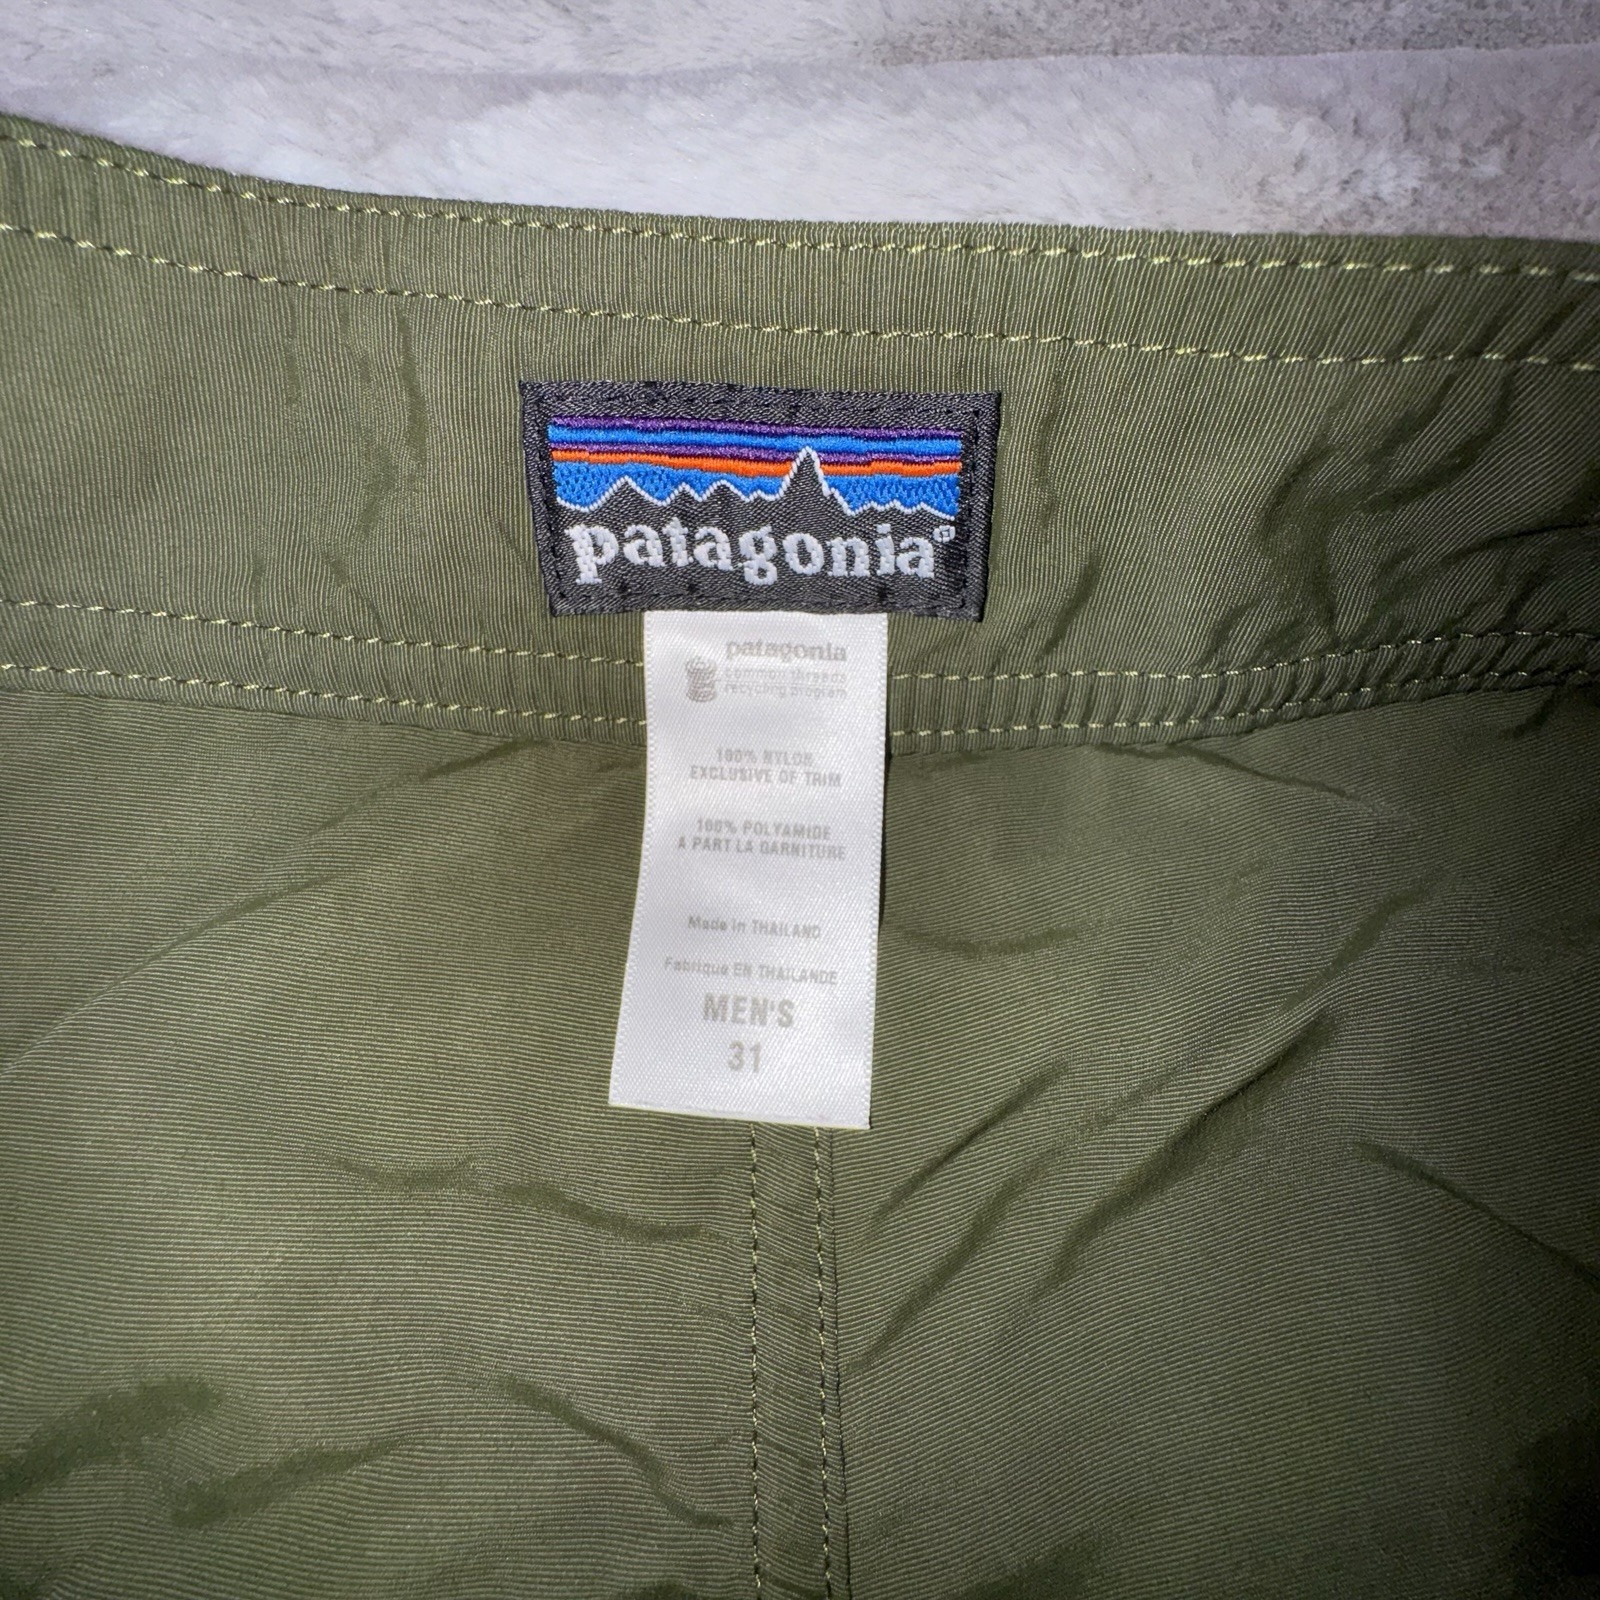 patagonia®
patagonia
common threads
recycling program
100% NYLON
EXCLUSIVE OF TRIM
100% POLYAMIDE
A PART LA GARNITURE
Made in THAILAND
Fabriqué EN THAILANDE
MEN'S
31